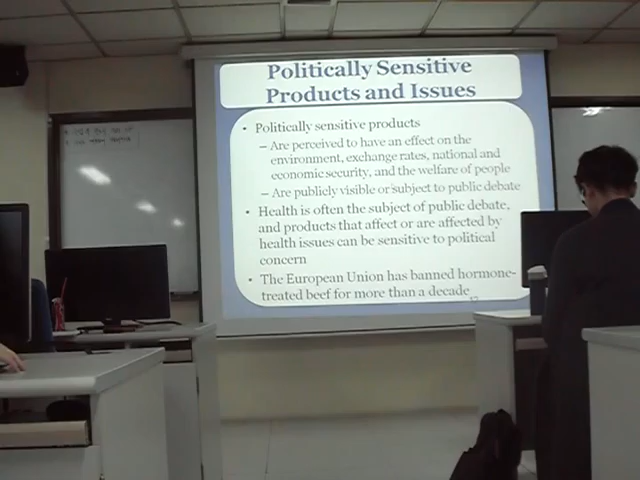 Politically Sensitive
Products and Issues
• Politically sensitive products
– Are perceived to have an effect on the
environment, exchange rates, national and
economic security, and the welfare of people
– Are publicly visible or subject to public debate
• Health is often the subject of public debate,
and products that affect or are affected by
health issues can be sensitive to political
concern
• The European Union has banned hormone-
treated beef for more than a decade